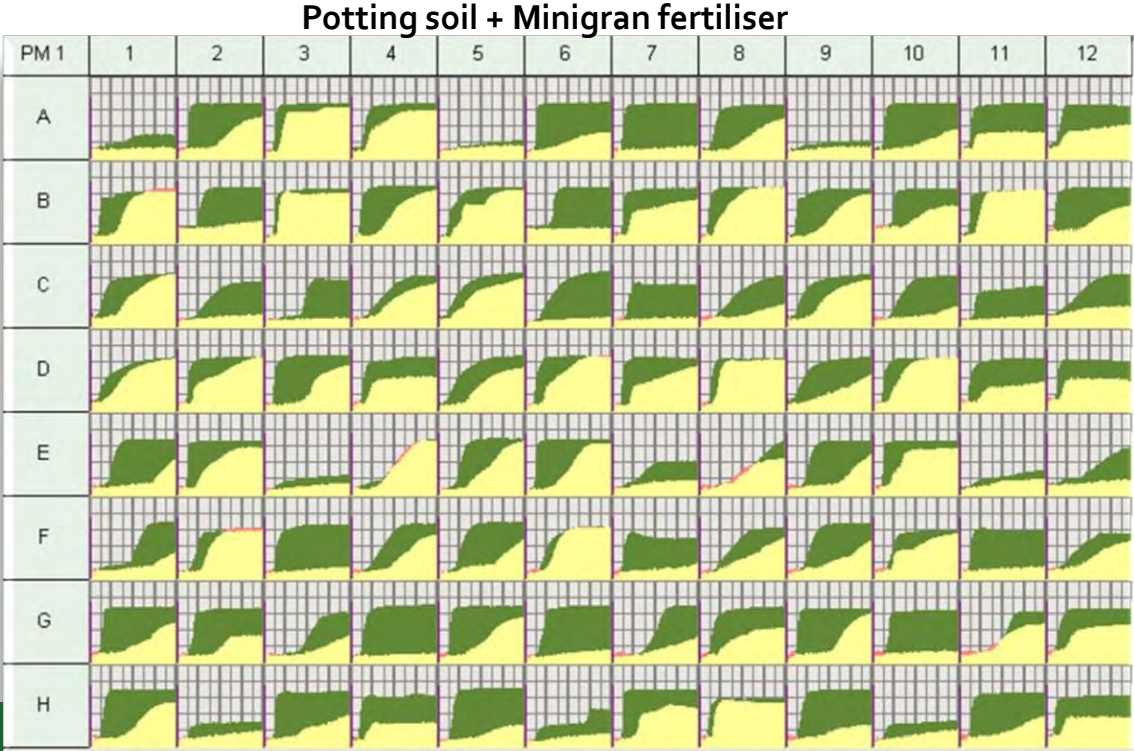 Potting soil + Minigran fertiliser
PM 1 1 2 3 4 5 6 7 8 9 10 11 12
A
B
C
D
E
F
G
H